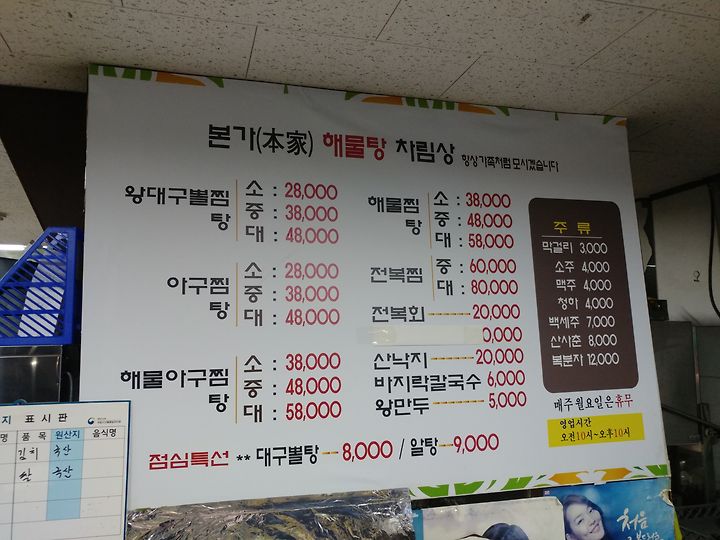 본가(本家) 해물탕 차림상 항상가족처럼 모시겠습니다
왕대구뽈찜 탕
소 : 28,000
중 : 38,000
대 : 48,000
아구찜 탕
소 : 28,000
중 : 38,000
대 : 48,000
해물아구찜 탕
소 : 38,000
중 : 48,000
대 : 58,000
해물찜 탕
소 : 38,000
중 : 48,000
대 : 58,000
전복찜
중 : 60,000
대 : 80,000
전복회 20,000
0,000
산낙지 20,000
바지락칼국수 6,000
왕만두 5,000
점심특선 ** 대구뽈탕 8,000 / 알탕 9,000
주 류
막걸리 3,000
소주 4,000
맥주 4,000
청하 4,000
백세주 7,000
산사춘 8,000
복분자 12,000
매주 월요일은 휴무
영업시간
오전10시~오후10시
지 표시판
명 품 목 원산지 음식명
김치 국산
쌀 국산
처음